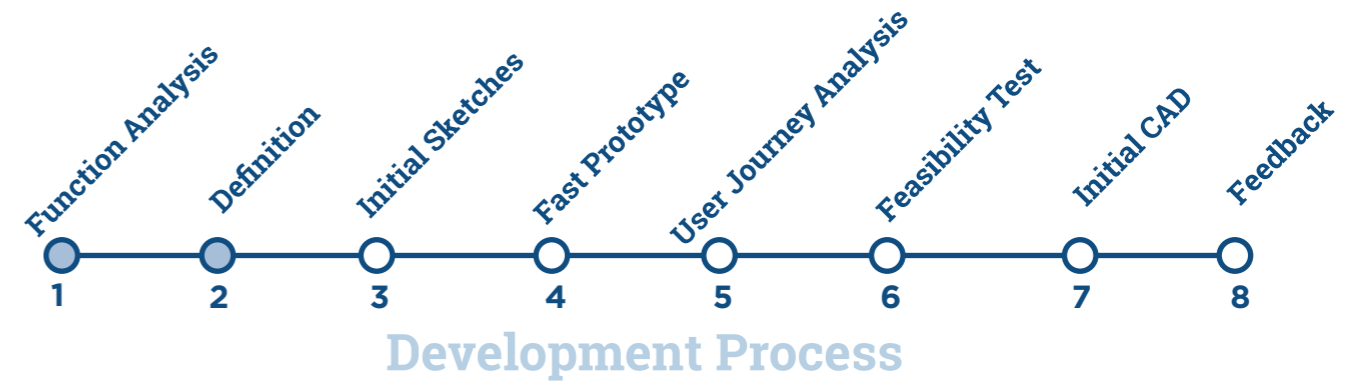 Function Analysis
Definition
Initial Sketches
Fast Prototype
User Journey Analysis
Feasibility Test
Initial CAD
Feedback
1
2
3
4
5
6
7
8
Development Process